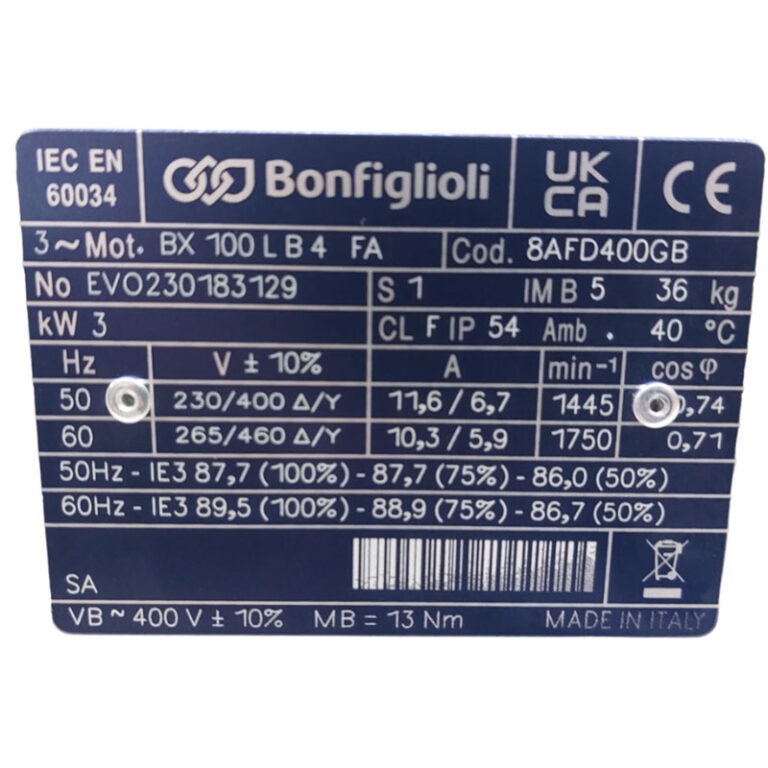 IEC EN
60034
Bonfiglioli
UK
CA
CE
3~Mot. BX 100 L B 4 FA
Cod. 8AFD400GB
No EVO230183129
S 1 IM B 5 36 kg
kW 3
CL F IP 54 Amb. 40 °C
Hz V ± 10% A min-1 cos φ
50 230/400 Δ/Y 11,6 / 6,7 1445 ,74
60 265/460 Δ/Y 10,3 / 5,9 1750 0,71
50Hz - IE3 87,7 (100%) - 87,7 (75%) - 86,0 (50%)
60Hz - IE3 89,5 (100%) - 88,9 (75%) - 86,7 (50%)
SA
VB ~ 400 V ± 10% MB = 13 Nm MADE IN ITALY